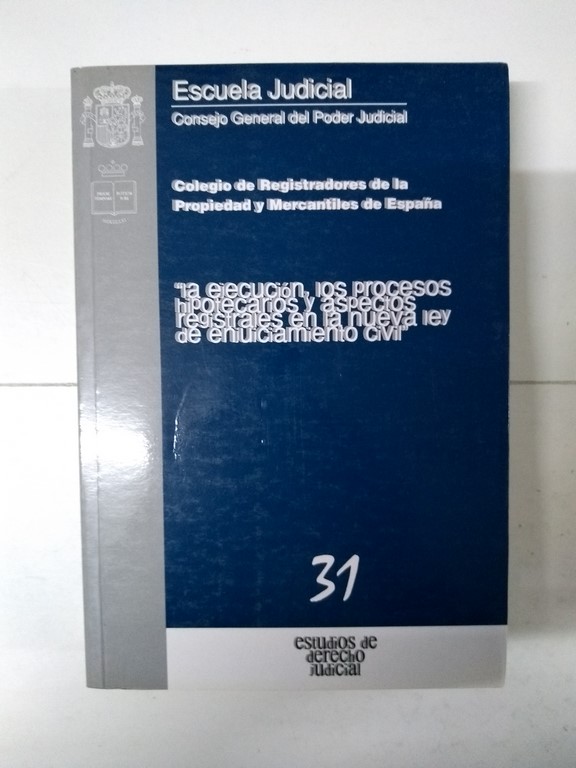 Escuela Judicial
Consejo General del Poder Judicial
Colegio de Registradores de la
Propiedad y Mercantiles de España
"la ejecución, los procesos
hipotecarios y aspectos
registrales en la nueva ley
de enjuiciamiento civil"
31
estudios de
derecho
judicial